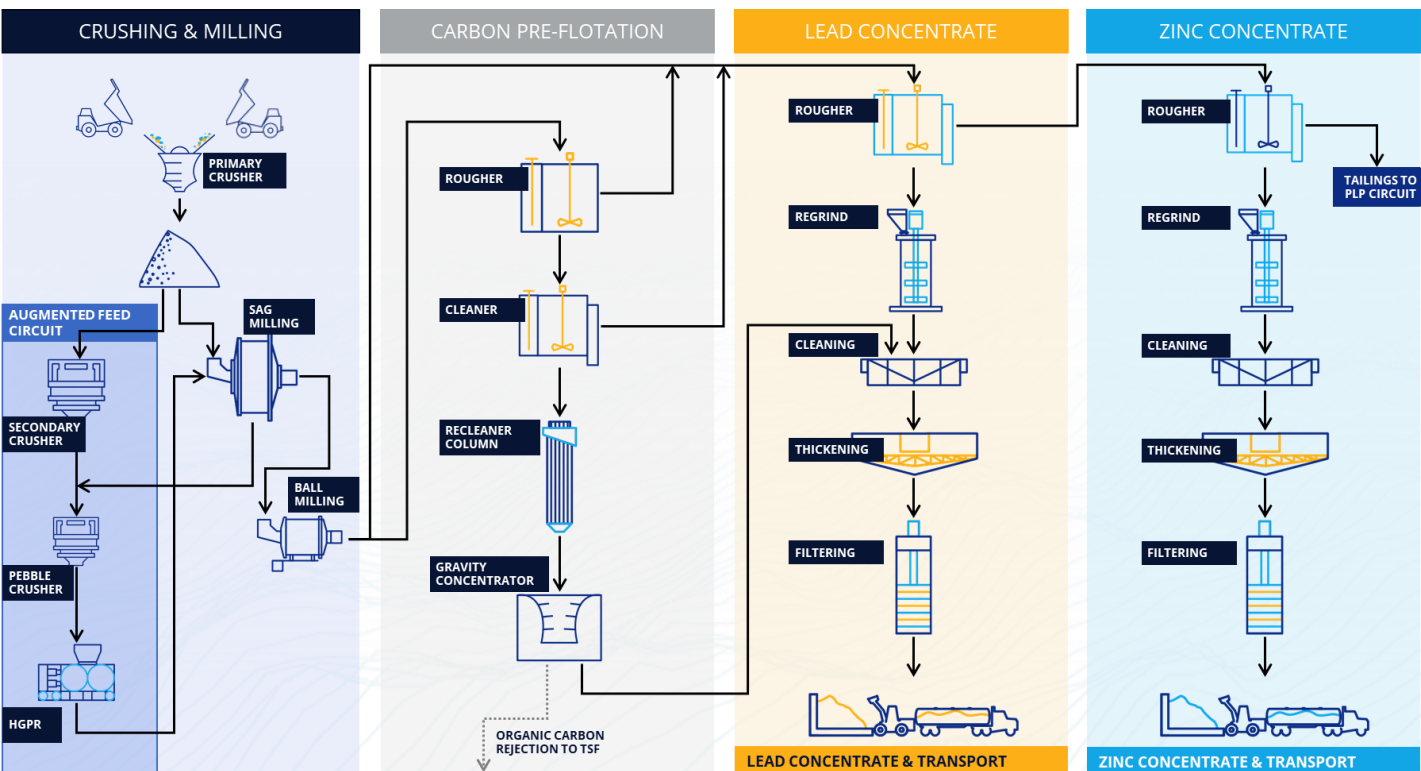 CRUSHING & MILLING
PRIMARY
CRUSHER
AUGMENTED FEED
CIRCUIT
SAG
MILLING
SECONDARY
CRUSHER
BALL
MILLING
PEBBLE
CRUSHER
HGPR
CARBON PRE-FLOTATION
ROUGHER
CLEANER
RECLEANER
COLUMN
GRAVITY
CONCENTRATOR
ORGANIC CARBON
REJECTION TO TSF
LEAD CONCENTRATE
ROUGHER
REGRIND
CLEANING
THICKENING
FILTERING
LEAD CONCENTRATE & TRANSPORT
ZINC CONCENTRATE
ROUGHER
TAILINGS TO
PLP CIRCUIT
REGRIND
CLEANING
THICKENING
FILTERING
ZINC CONCENTRATE & TRANSPORT